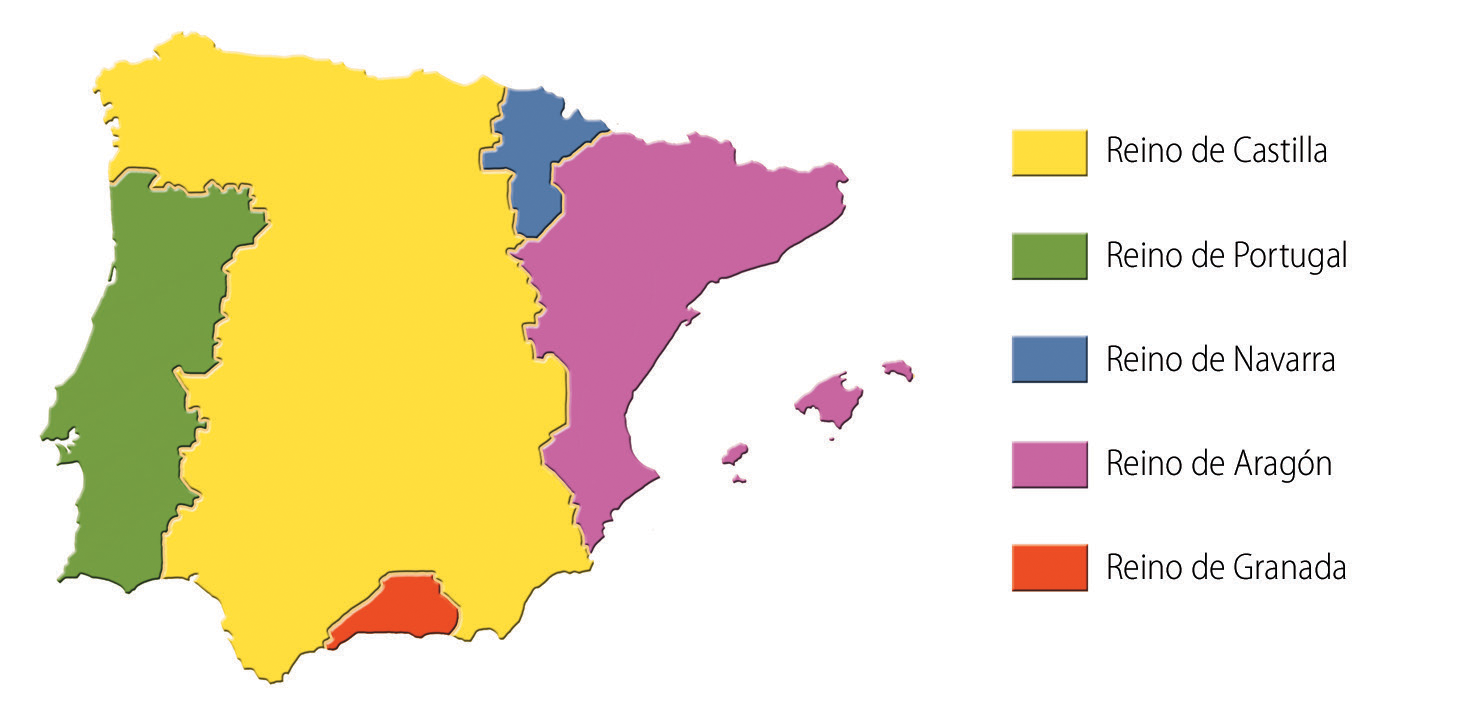 Reino de Castilla
Reino de Portugal
Reino de Navarra
Reino de Aragón
Reino de Granada